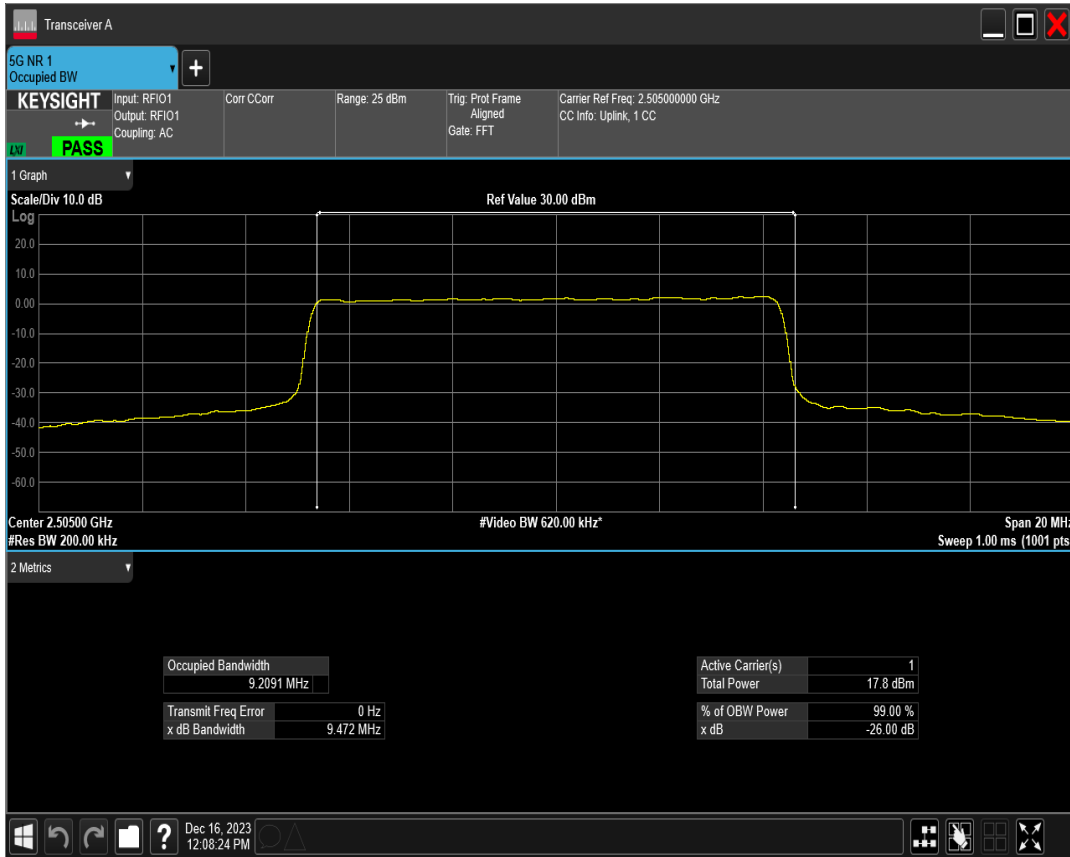 Transceiver A
5G NR 1
Occupied BW
KEYSIGHT
LXI
PASS
Input: RFIO1
Output: RFIO1
Coupling: AC
Corr CCorr
Range: 25 dBm
Trig: Prot Frame
Aligned
Gate: FFT
Carrier Ref Freq: 2.505000000 GHz
CC Info: Uplink, 1 CC
1 Graph
Scale/Div 10.0 dB
Ref Value 30.00 dBm
Log
20.0
10.0
0.00
-10.0
-20.0
-30.0
-40.0
-50.0
-60.0
Center 2.50500 GHz
#Video BW 620.00 kHz*
Span 20 MHz
#Res BW 200.00 kHz
Sweep 1.00 ms (1001 pts
2 Metrics
Occupied Bandwidth
9.2091 MHz
Transmit Freq Error 0 Hz
x dB Bandwidth 9.472 MHz
Active Carrier(s) 1
Total Power 17.8 dBm
% of OBW Power 99.00 %
x dB -26.00 dB
?
Dec 16, 2023
12:08:24 PM